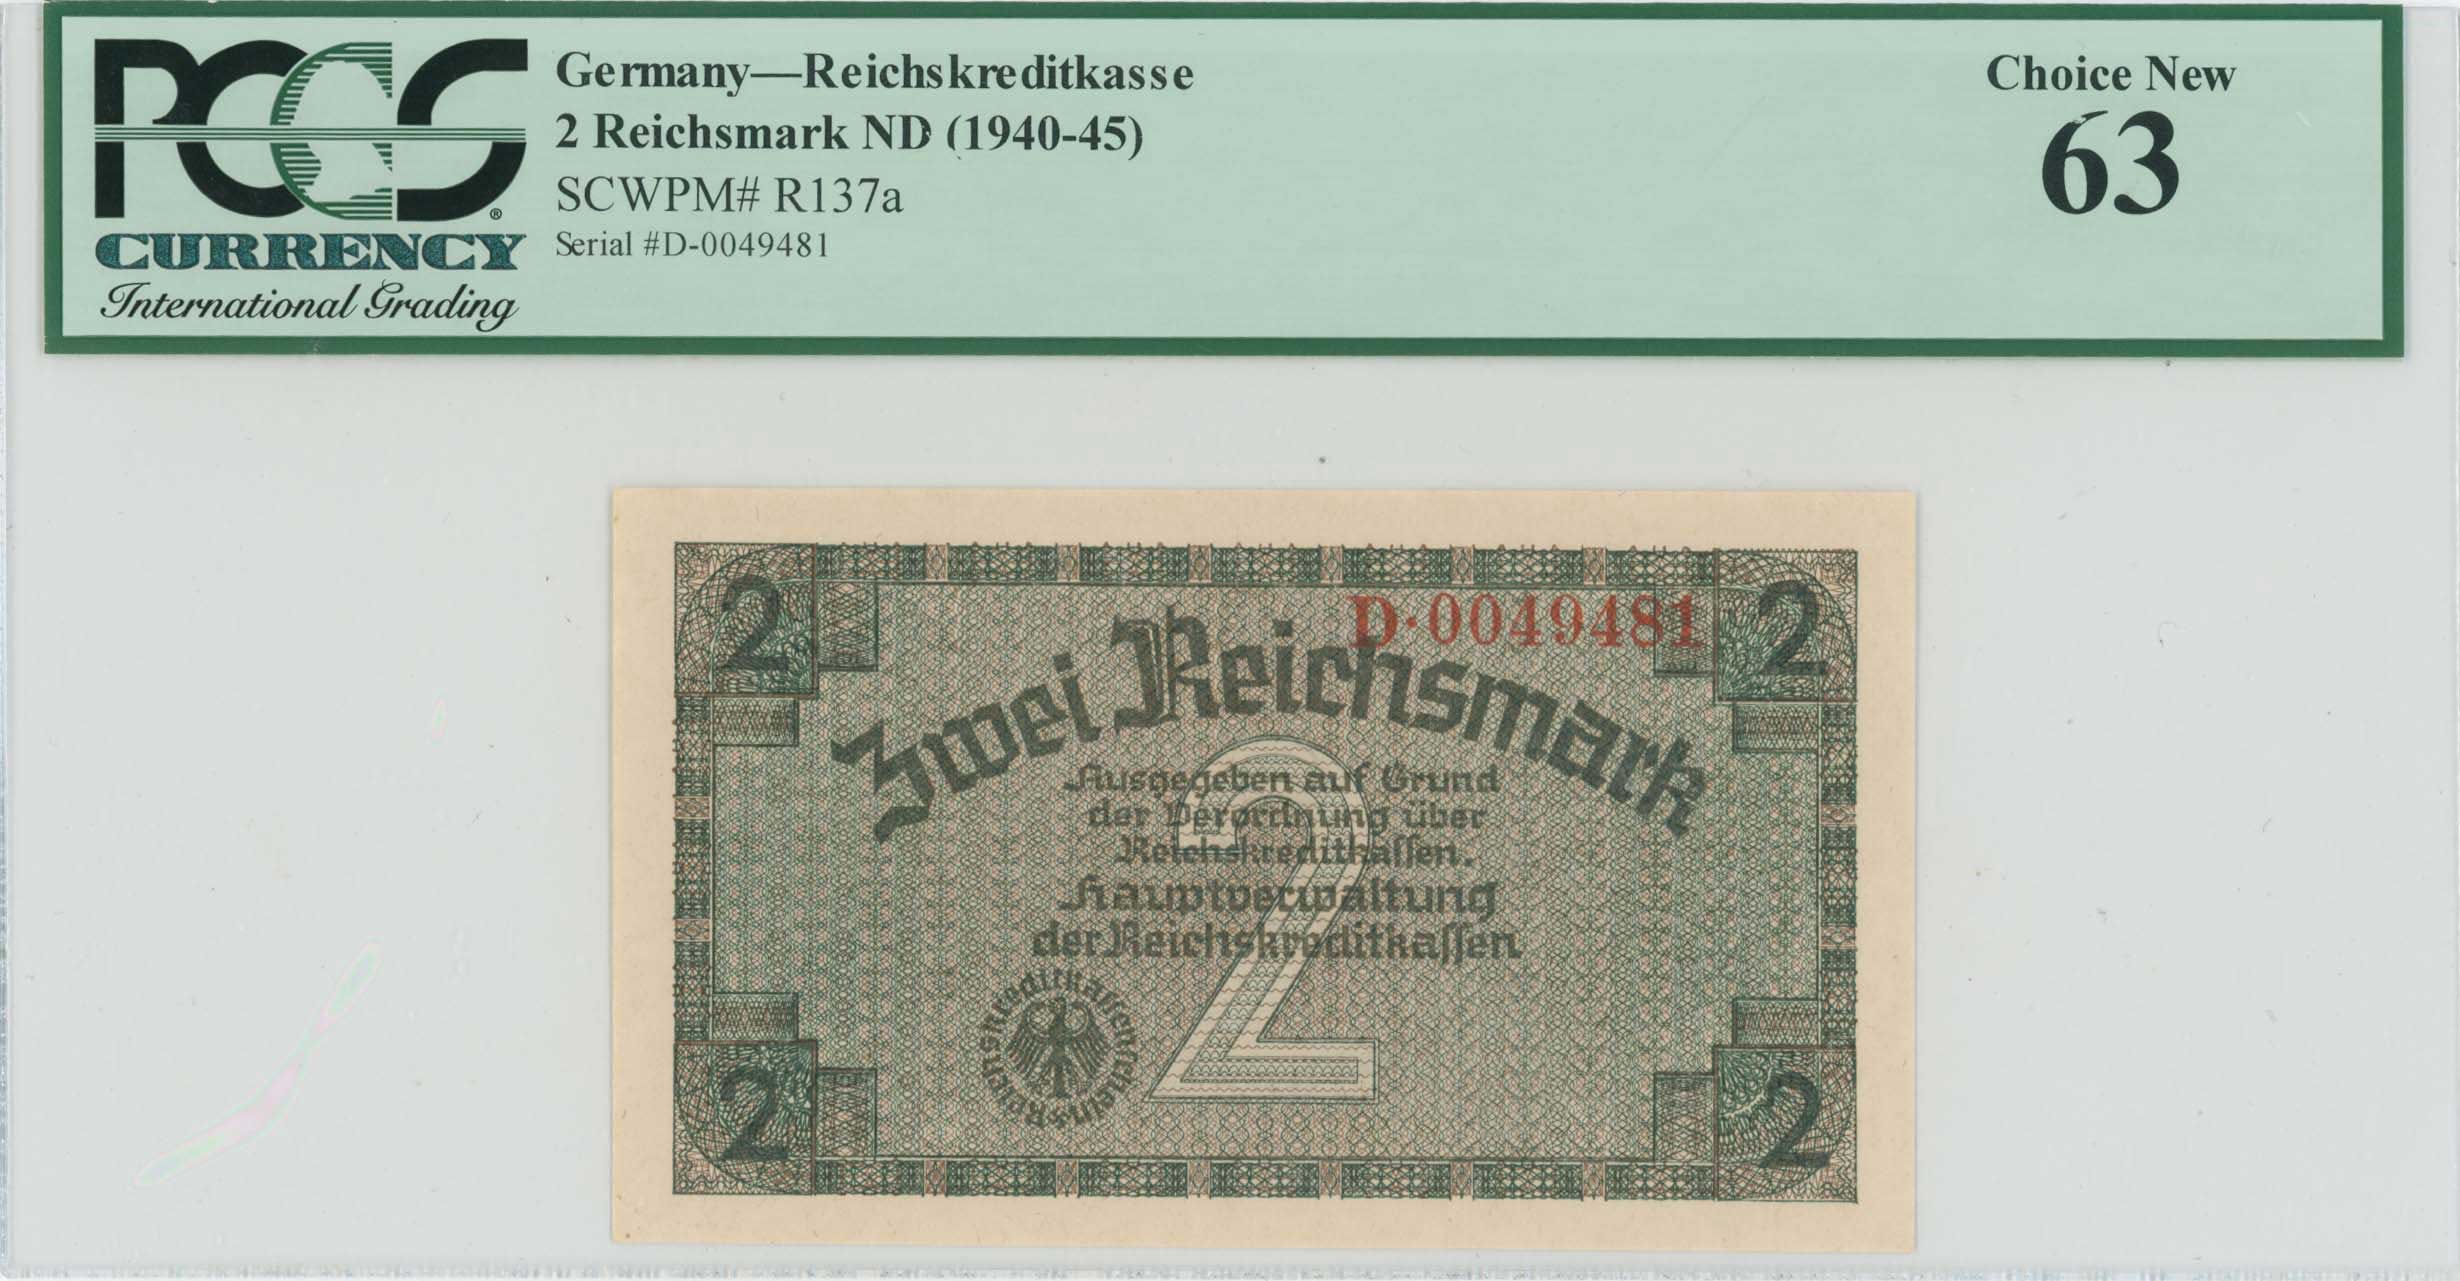 PCGS
®
CURRENCY
International Grading
Germany—Reichskreditkasse
2 Reichsmark ND (1940-45)
SCWPM# R137a
Serial #D-0049481
Choice New
63
2
2
D·0049481
Zwei Reichsmark
Ausgegeben auf Grund
der Verordnung über
Reichskreditkaſſen.
Hauptverwaltung
der Reichskreditkaſſen
2
Reichskreditkaſſenſchein
2
2